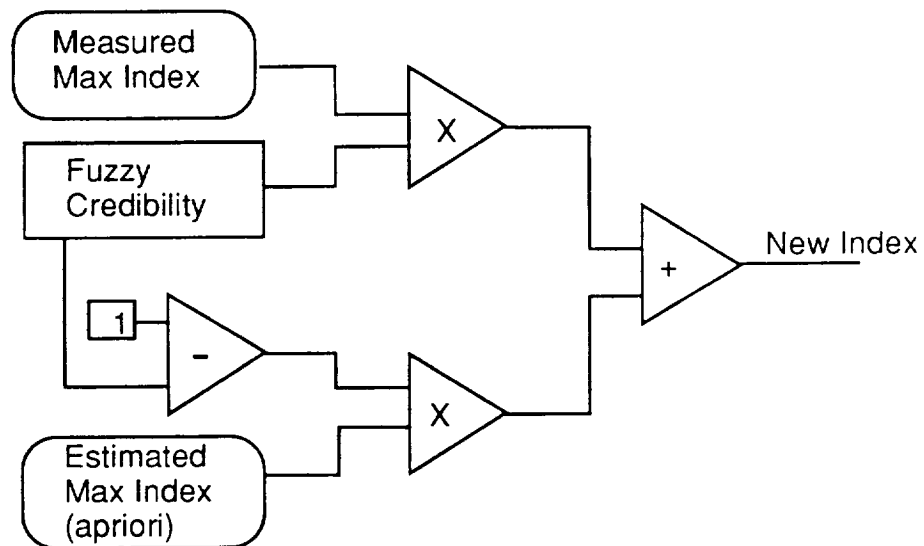 Measured
Max Index
X
Fuzzy
Credibility
+
New Index
1
-
X
Estimated
Max Index
(apriori)